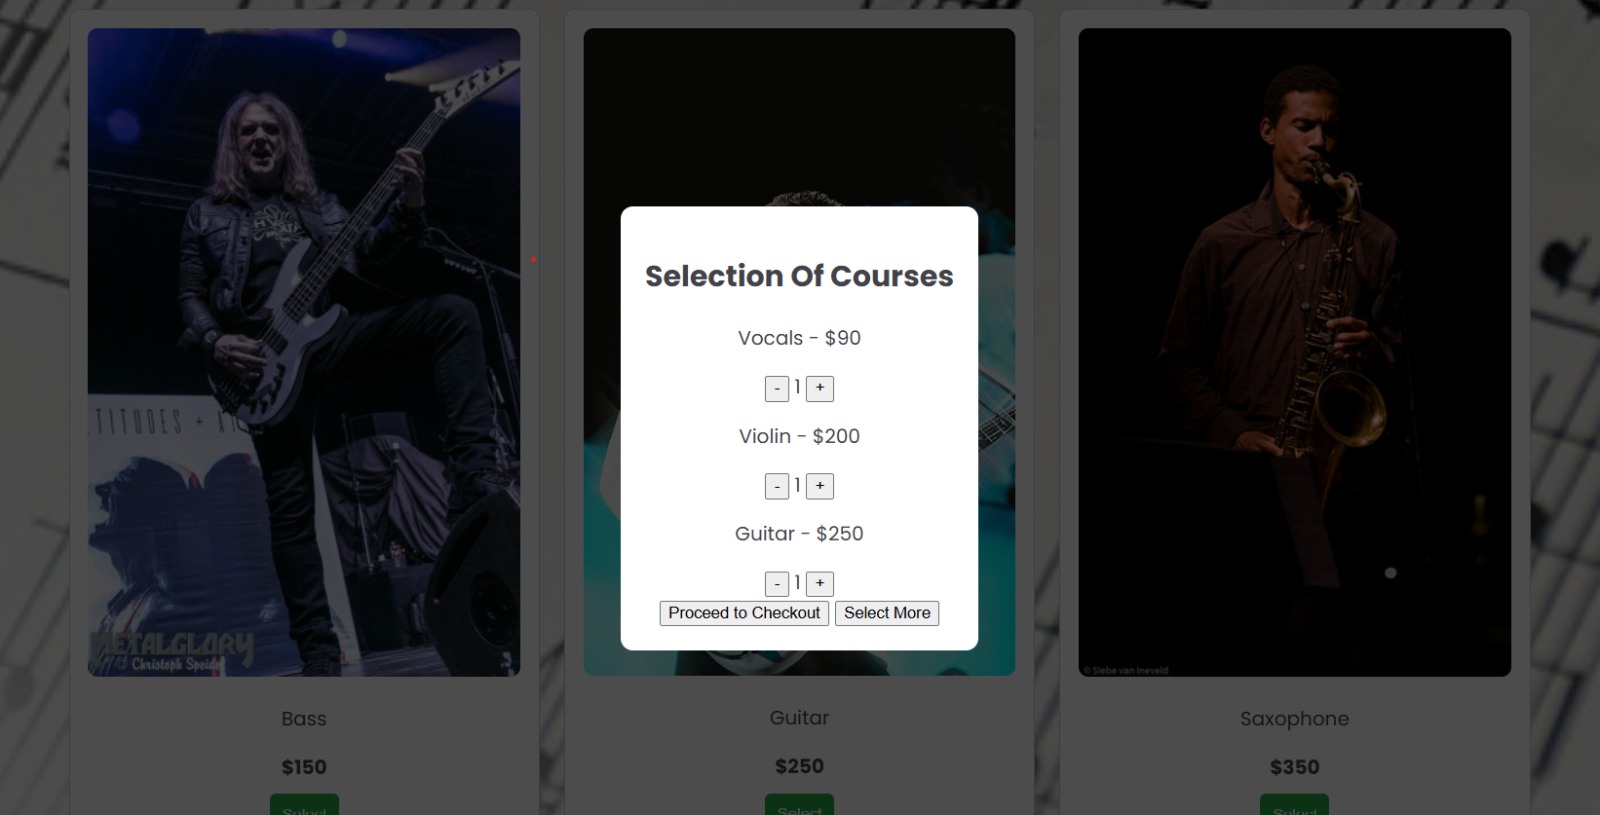 TITUDES + A
METALGLORY
Christoph Speidel
© Siebe van Ineveld
Selection Of Courses
Vocals - $90
- 1 +
Violin - $200
- 1 +
Guitar - $250
- 1 +
Proceed to Checkout Select More
Bass
Guitar
Saxophone
$150
$250
$350
Select
Select
Select